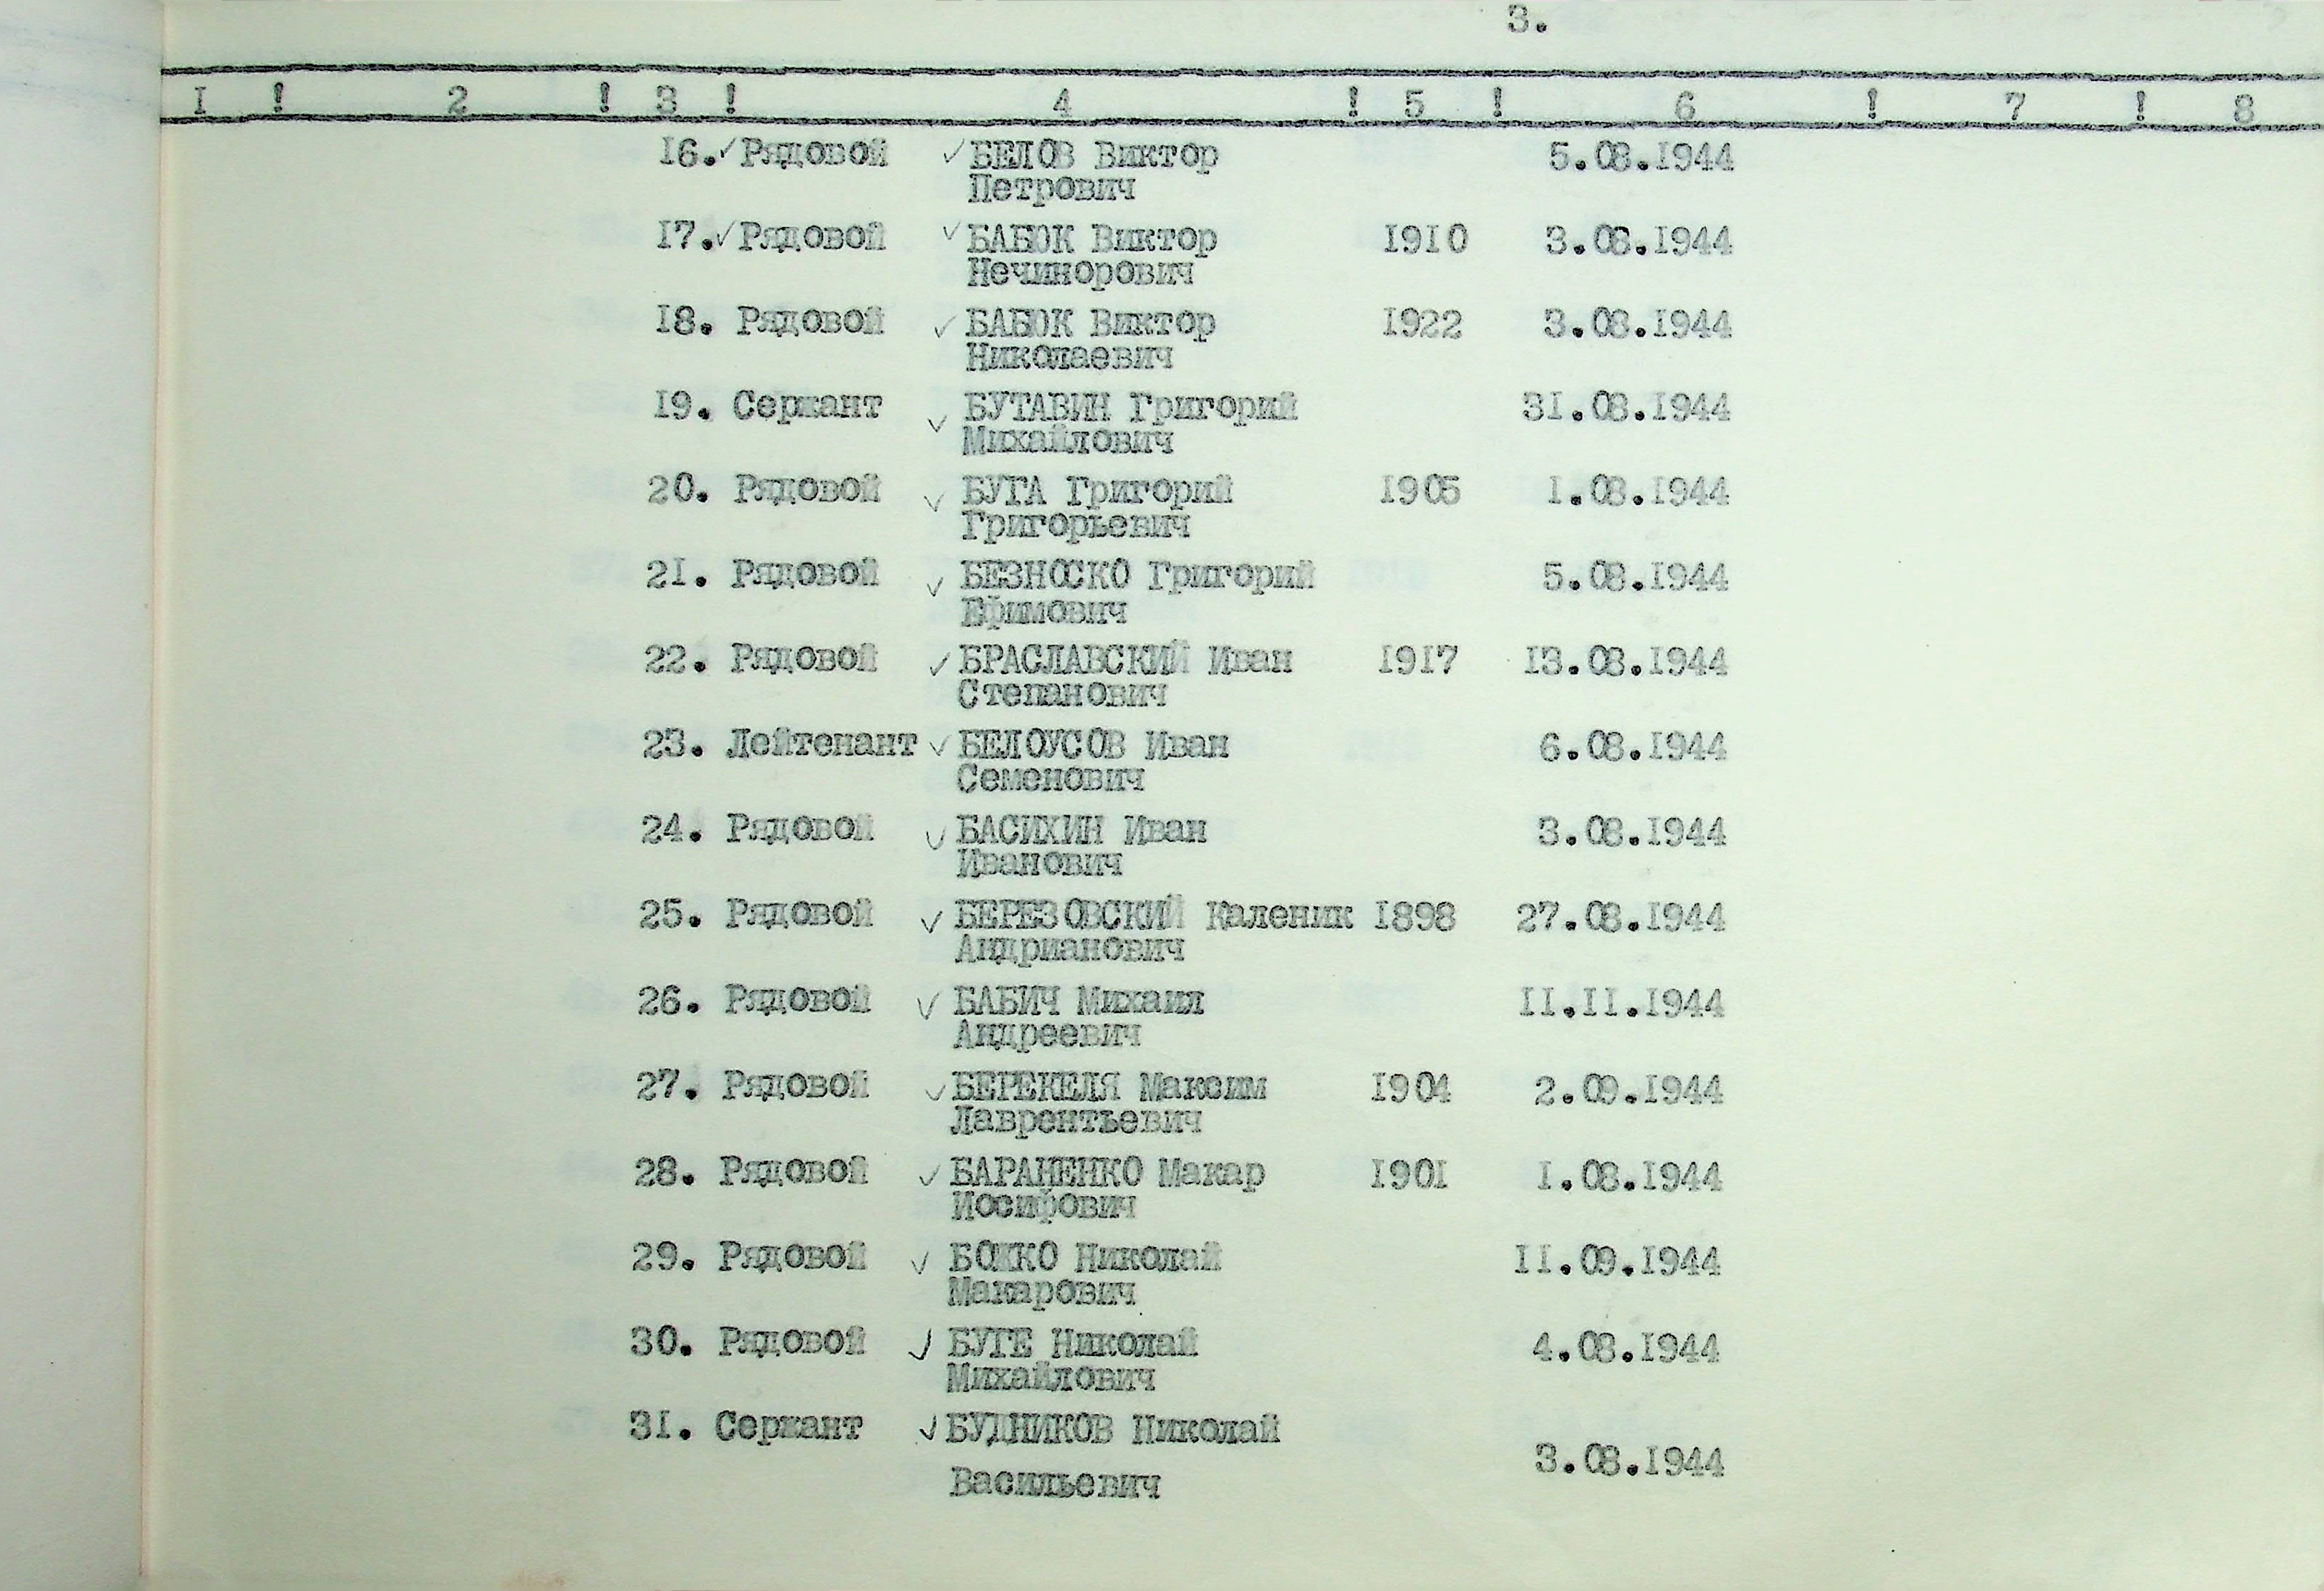 3.
I ! 2 ! 3 ! 4 ! 5 ! 6 ! 7 ! 8
16. Рядовой БЕЛОВ Виктор 5.08.1944
Петрович
17. Рядовой БАБЮК Виктор 1910 3.08.1944
Нечинорович
18. Рядовой БАБЮК Виктор 1922 3.08.1944
Николаевич
19. Сержант БУТАВИН Григорий 31.08.1944
Михайлович
20. Рядовой БУГА Григорий 1905 1.08.1944
Григорьевич
21. Рядовой БЕЗНОСКО Григорий 5.08.1944
Ефимович
22. Рядовой БРАСЛАВСКИЙ Иван 1917 13.08.1944
Степанович
23. Лейтенант БЕЛОУСОВ Иван 6.08.1944
Семенович
24. Рядовой БАСИХИН Иван 3.08.1944
Иванович
25. Рядовой БЕРЕЗОВСКИЙ Каленик 1898 27.08.1944
Андрианович
26. Рядовой БАБИЧ Михаил 11.11.1944
Андреевич
27. Рядовой БЕРЕКЕЛЯ Максим 1904 2.09.1944
Лаврентьевич
28. Рядовой БАРАНЕНКО Макар 1901 1.08.1944
Иосифович
29. Рядовой БОЖКО Николай 11.09.1944
Макарович
30. Рядовой БУГЕ Николай 4.08.1944
Михайлович
31. Сержант БУДНИКОВ Николай
3.08.1944
Васильевич